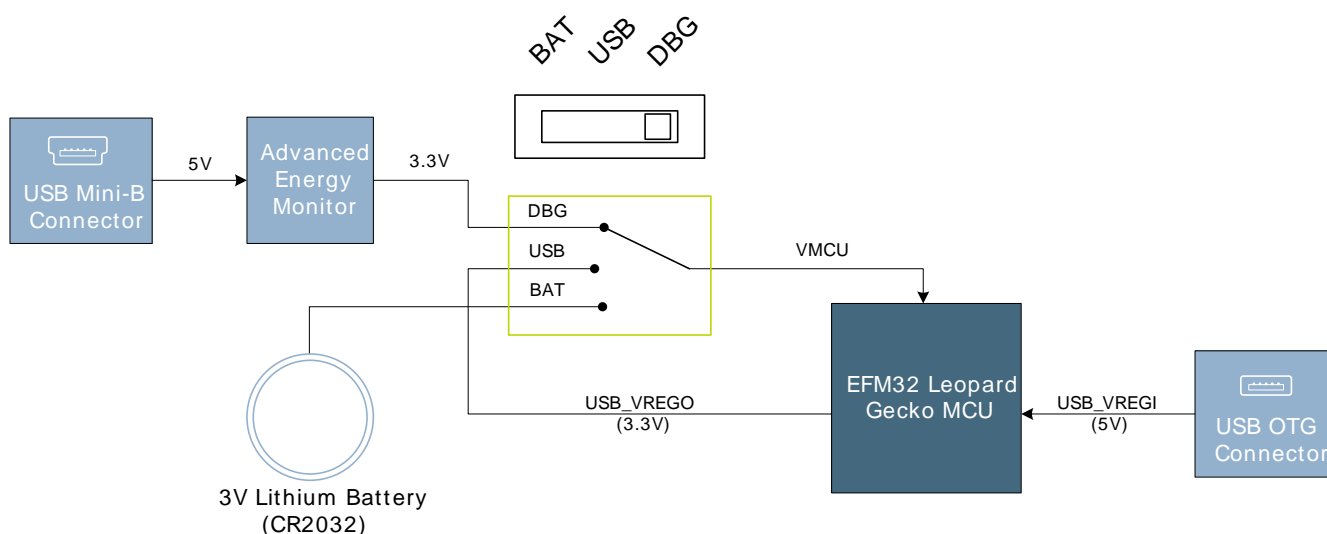 BAT
USB
DBG
USB Mini-B
Connector
5V
Advanced
Energy
Monitor
3.3V
DBG
USB
BAT
VMCU
EFM32 Leopard
Gecko MCU
USB_VREGO
(3.3V)
USB_VREGI
(5V)
USB OTG
Connector
3V Lithium Battery
(CR2032)